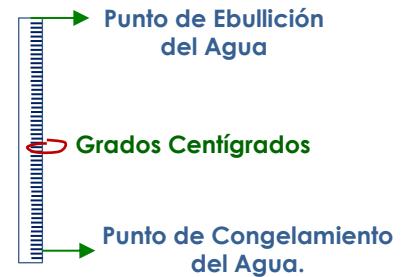 Punto de Ebullición
del Agua
Grados Centígrados
Punto de Congelamiento
del Agua.